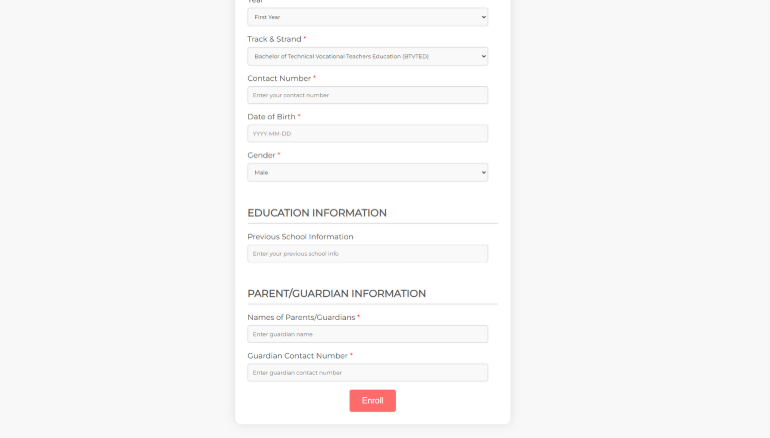 Year
First Year
Track & Strand *
Bachelor of Technical Vocational Teachers Education (BTVTED)
Contact Number *
Enter your contact number
Date of Birth *
YYYY-MM-DD
Gender *
Male
EDUCATION INFORMATION
Previous School Information
Enter your previous school info
PARENT/GUARDIAN INFORMATION
Names of Parents/Guardians *
Enter guardian name
Guardian Contact Number *
Enter guardian contact number
Enroll